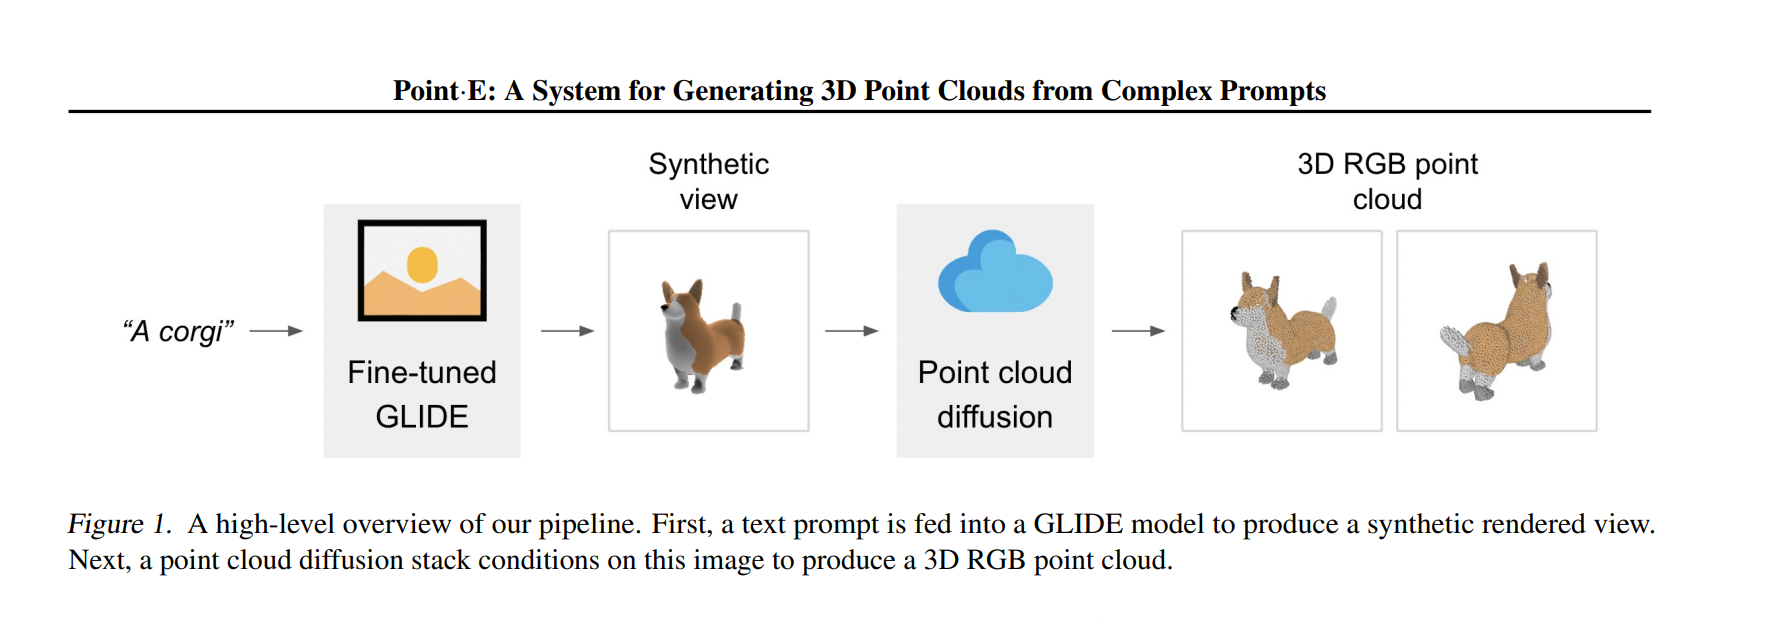 Point·E: A System for Generating 3D Point Clouds from Complex Prompts
“A corgi”
Fine-tuned
GLIDE
Synthetic
view
Point cloud
diffusion
3D RGB point
cloud
Figure 1. A high-level overview of our pipeline. First, a text prompt is fed into a GLIDE model to produce a synthetic rendered view.
Next, a point cloud diffusion stack conditions on this image to produce a 3D RGB point cloud.